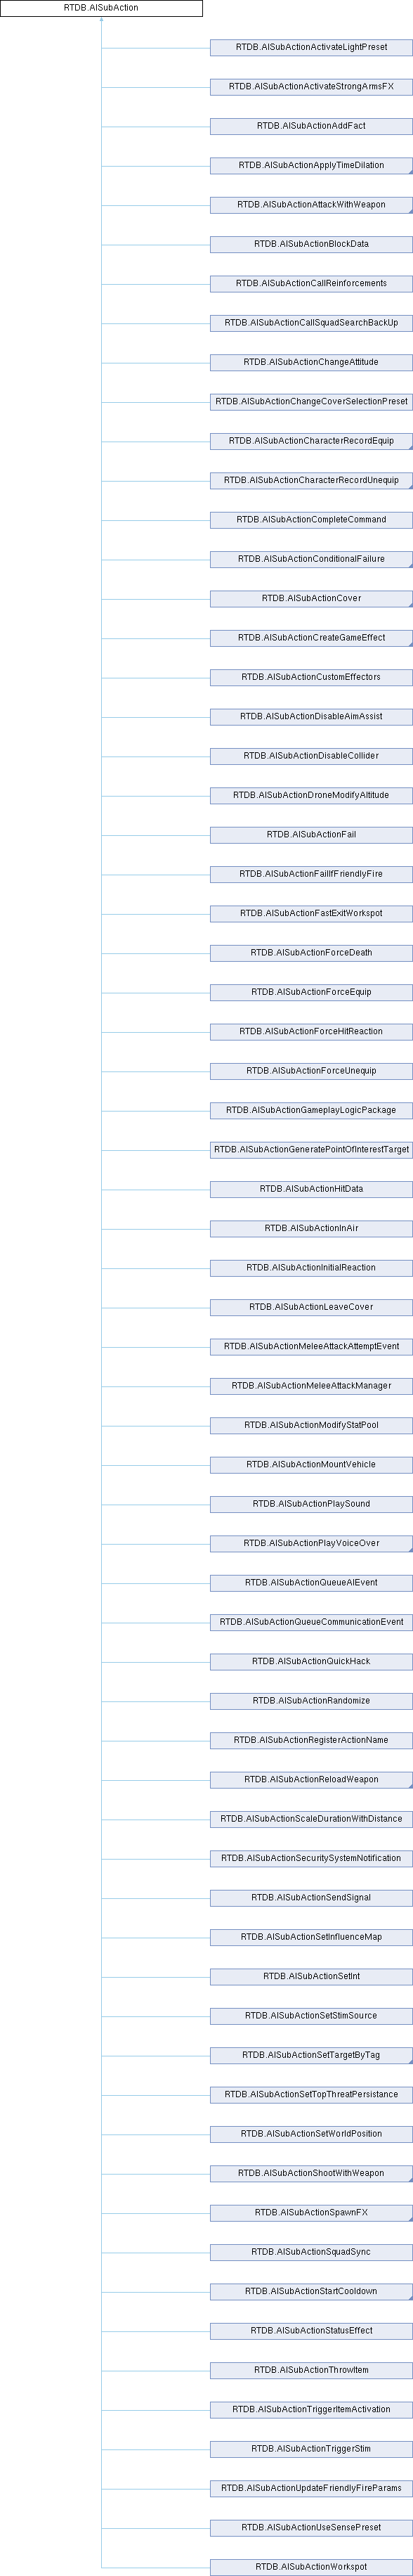 RTDB.AISubAction
RTDB.AISubActionActivateLightPreset
RTDB.AISubActionActivateStrongArmsFX
RTDB.AISubActionAddFact
RTDB.AISubActionApplyTimeDilation
RTDB.AISubActionAttackWithWeapon
RTDB.AISubActionBlockData
RTDB.AISubActionCallReinforcements
RTDB.AISubActionCallSquadSearchBackUp
RTDB.AISubActionChangeAttitude
RTDB.AISubActionChangeCoverSelectionPreset
RTDB.AISubActionCharacterRecordEquip
RTDB.AISubActionCharacterRecordUnequip
RTDB.AISubActionCompleteCommand
RTDB.AISubActionConditionalFailure
RTDB.AISubActionCover
RTDB.AISubActionCreateGameEffect
RTDB.AISubActionCustomEffectors
RTDB.AISubActionDisableAimAssist
RTDB.AISubActionDisableCollider
RTDB.AISubActionDroneModifyAltitude
RTDB.AISubActionFail
RTDB.AISubActionFailIfFriendlyFire
RTDB.AISubActionFastExitWorkspot
RTDB.AISubActionForceDeath
RTDB.AISubActionForceEquip
RTDB.AISubActionForceHitReaction
RTDB.AISubActionForceUnequip
RTDB.AISubActionGameplayLogicPackage
RTDB.AISubActionGeneratePointOfInterestTarget
RTDB.AISubActionHitData
RTDB.AISubActionInAir
RTDB.AISubActionInitialReaction
RTDB.AISubActionLeaveCover
RTDB.AISubActionMeleeAttackAttemptEvent
RTDB.AISubActionMeleeAttackManager
RTDB.AISubActionModifyStatPool
RTDB.AISubActionMountVehicle
RTDB.AISubActionPlaySound
RTDB.AISubActionPlayVoiceOver
RTDB.AISubActionQueueAIEvent
RTDB.AISubActionQueueCommunicationEvent
RTDB.AISubActionQuickHack
RTDB.AISubActionRandomize
RTDB.AISubActionRegisterActionName
RTDB.AISubActionReloadWeapon
RTDB.AISubActionScaleDurationWithDistance
RTDB.AISubActionSecuritySystemNotification
RTDB.AISubActionSendSignal
RTDB.AISubActionSetInfluenceMap
RTDB.AISubActionSetInt
RTDB.AISubActionSetStimSource
RTDB.AISubActionSetTargetByTag
RTDB.AISubActionSetTopThreatPersistance
RTDB.AISubActionSetWorldPosition
RTDB.AISubActionShootWithWeapon
RTDB.AISubActionSpawnFX
RTDB.AISubActionSquadSync
RTDB.AISubActionStartCooldown
RTDB.AISubActionStatusEffect
RTDB.AISubActionThrowItem
RTDB.AISubActionTriggerItemActivation
RTDB.AISubActionTriggerStim
RTDB.AISubActionUpdateFriendlyFireParams
RTDB.AISubActionUseSensePreset
RTDB.AISubActionWorkspot